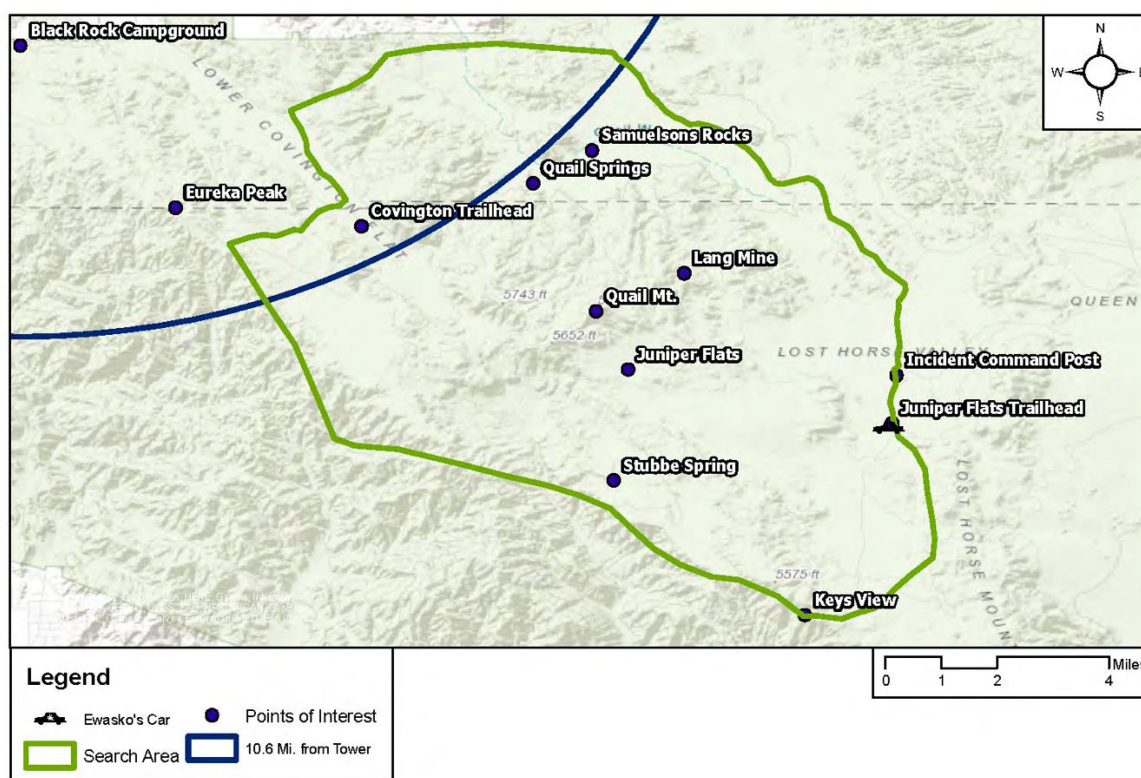 Black Rock Campground
N
W
E
S
LOWER COVINGTON FLAT
Samuelsons Rocks
Quail Springs
Eureka Peak
Covington Trailhead
Lang Mine
5743 ft
Quail Mt.
QUEEN
5652 ft
LOST HORSE VALLEY
Juniper Flats
Incident Command Post
Juniper Flats Trailhead
Stubbe Spring
LOST HORSE MOUN
5575 ft
Keys View
Legend
Ewasko's Car
Points of Interest
Search Area
10.6 Mi. from Tower
Miles
0 1 2 4